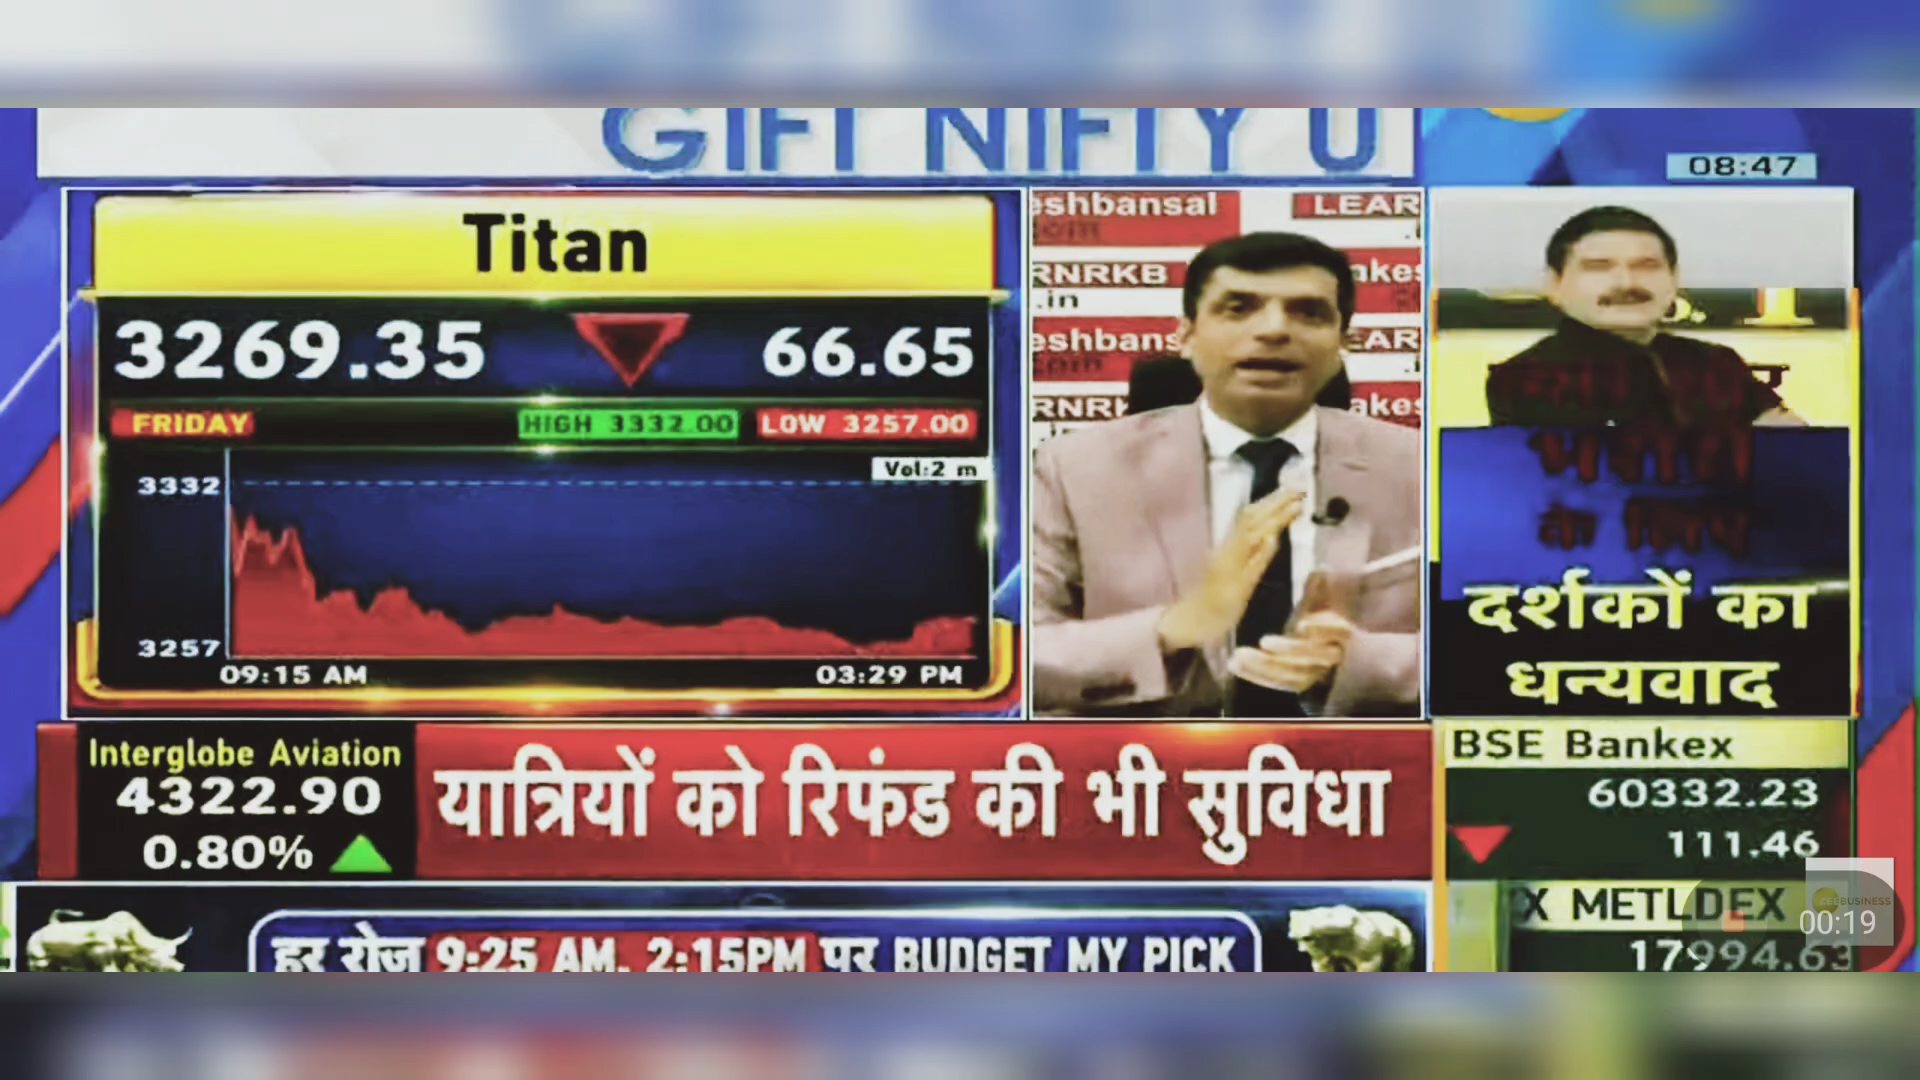 GIFT NIFTY U
08:47
Titan
3269.35
66.65
FRIDAY
HIGH 3332.00
LOW 3257.00
Vol:2 m
3332
3257
09:15 AM
03:29 PM
eshbansal
LEAR
RNRKB
akes
.in
eshbans
EAR
RNRK
akes
भरोसे
के लिए
दर्शकों का
धन्यवाद
Interglobe Aviation
4322.90
0.80%
यात्रियों को रिफंड की भी सुविधा
BSE Bankex
60332.23
111.46
X METLDEX
ZEEBUSINESS
00:19
17994.63
हर रोज 9:25 AM, 2:15PM पर BUDGET MY PICK